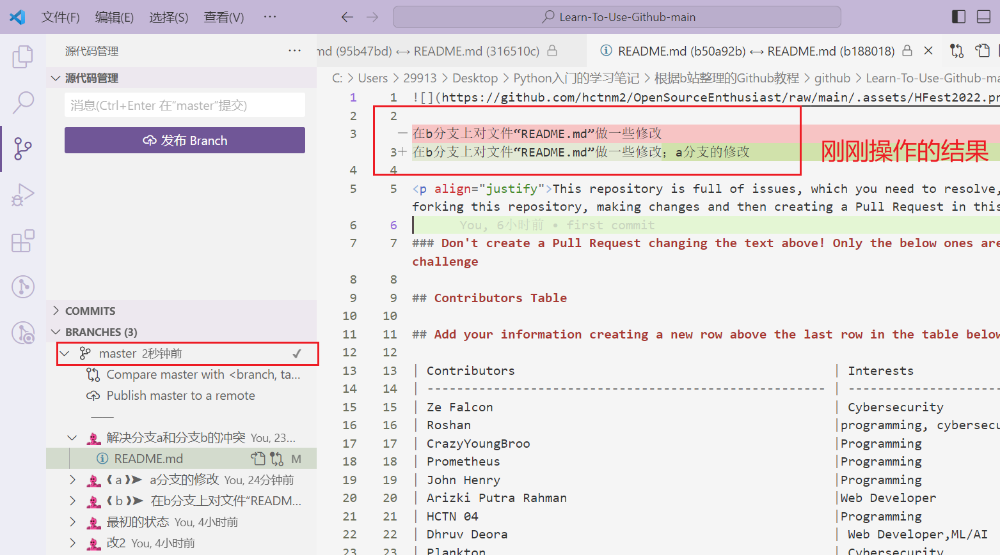 文件(F) 编辑(E) 选择(S) 查看(V) ··· Learn-To-Use-Github-main
源代码管理 ···
源代码管理
消息(Ctrl+Enter 在“master”提交)
发布 Branch
COMMITS
BRANCHES (3)
master 2秒钟前
Compare master with <branch, ta...
Publish master to a remote
解决分支a和分支b的冲突 You, 23...
README.md M
❪ a ❫➤ a分支的修改 You, 24分钟前
❪ b ❫➤ 在b分支上对文件“READM...
最初的状态 You, 4小时前
改2 You, 4小时前
md (95b47bd) ⟷ README.md (316510c) README.md (b50a92b) ⟷ README.md (b188018)
C: > Users > 29913 > Desktop > Python入门的学习笔记 > 根据b站整理的Github教程 > github > Learn-To-Use-Github-ma
1 1 ![](https://github.com/hctnm2/OpenSourceEnthusiast/raw/main/.assets/HFest2022.pn
2 2
3 — 在b分支上对文件“README.md”做一些修改
3+ 在b分支上对文件“README.md”做一些修改；a分支的修改
刚刚操作的结果
4 4
5 5 <p align="justify">This repository is full of issues, which you need to resolve,
forking this repository, making changes and then creating a Pull Request in this
6 6 You, 6小时前 • first commit
7 7 ### Don't create a Pull Request changing the text above! Only the below ones are
challenge
8 8
9 9 ## Contributors Table
10 10
11 11 ## Add your information creating a new row above the last row in the table below
12 12
13 13 | Contributors | Interests
14 14 | ------------------------------------------------------ | ---------------------
15 15 | Ze Falcon | Cybersecurity
16 16 | Roshan |programming, cybersecu
17 17 | CrazyYoungBroo |Programming
18 18 | Prometheus |Programming
19 19 | John Henry |Programming
20 20 | Arizki Putra Rahman |Web Developer
21 21 | HCTN 04 |Programming
22 22 | Dhruv Deora | Web Developer,ML/AI
23 23 | Plankton | Cybersecurity